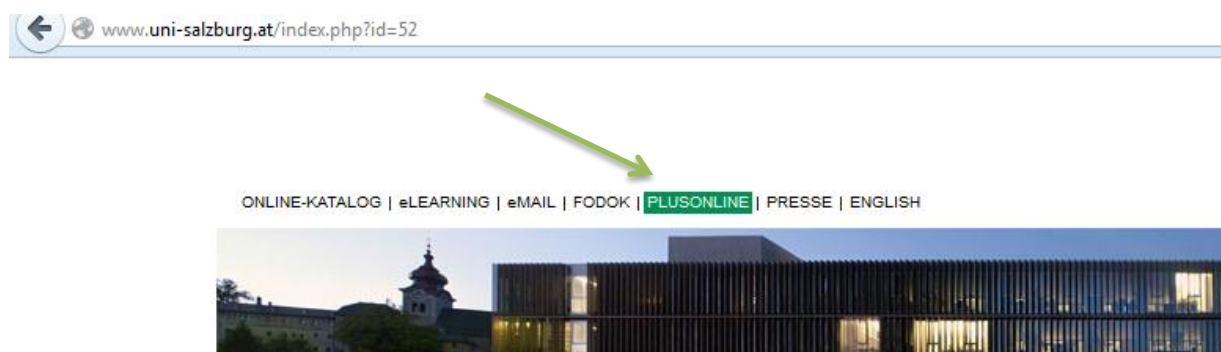 www.uni-salzburg.at/index.php?id=52
ONLINE-KATALOG | eLEARNING | eMAIL | FODOK | PLUSONLINE | PRESSE | ENGLISH